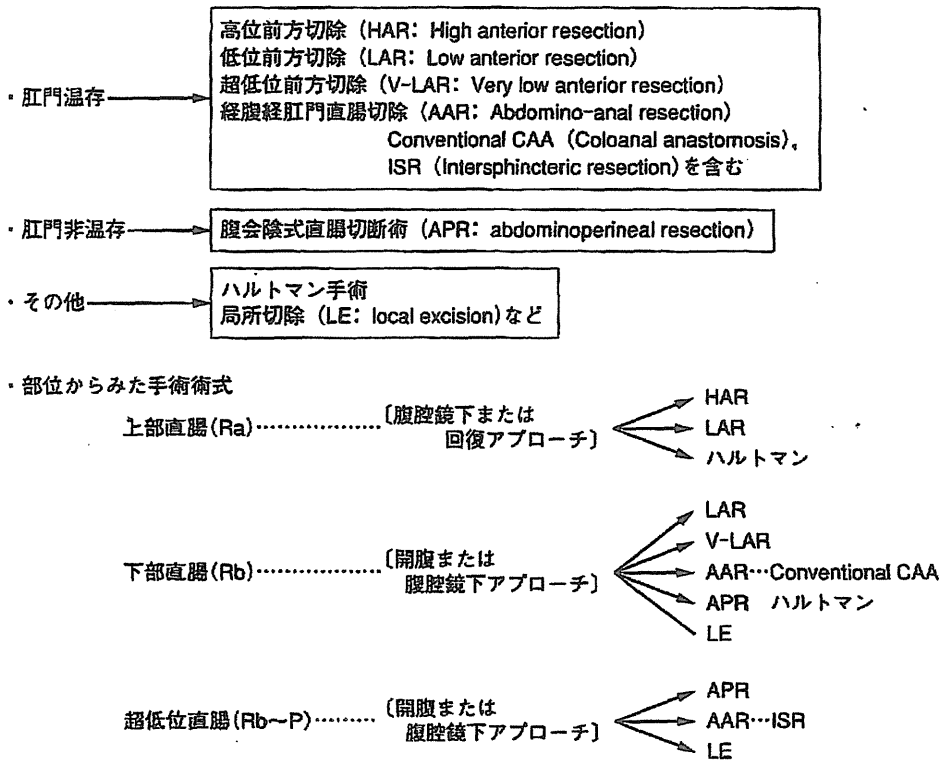 ・肛門温存
高位前方切除（HAR：High anterior resection）
低位前方切除（LAR：Low anterior resection）
超低位前方切除（V-LAR：Very low anterior resection）
経腹経肛門直腸切除（AAR：Abdomino-anal resection）
Conventional CAA（Coloanal anastomosis），
ISR（Intersphincteric resection）を含む
・肛門非温存
腹会陰式直腸切断術（APR：abdominoperineal resection）
・その他
ハルトマン手術
局所切除（LE：local excision）など
・部位からみた手術術式
上部直腸(Ra)……………〔腹腔鏡下または
回復アプローチ〕
HAR
LAR
ハルトマン
下部直腸(Rb)……………〔開腹または
腹腔鏡下アプローチ〕
LAR
V-LAR
AAR…Conventional CAA
APR　ハルトマン
LE
超低位直腸(Rb〜P)………〔開腹または
腹腔鏡下アプローチ〕
APR
AAR…ISR
LE